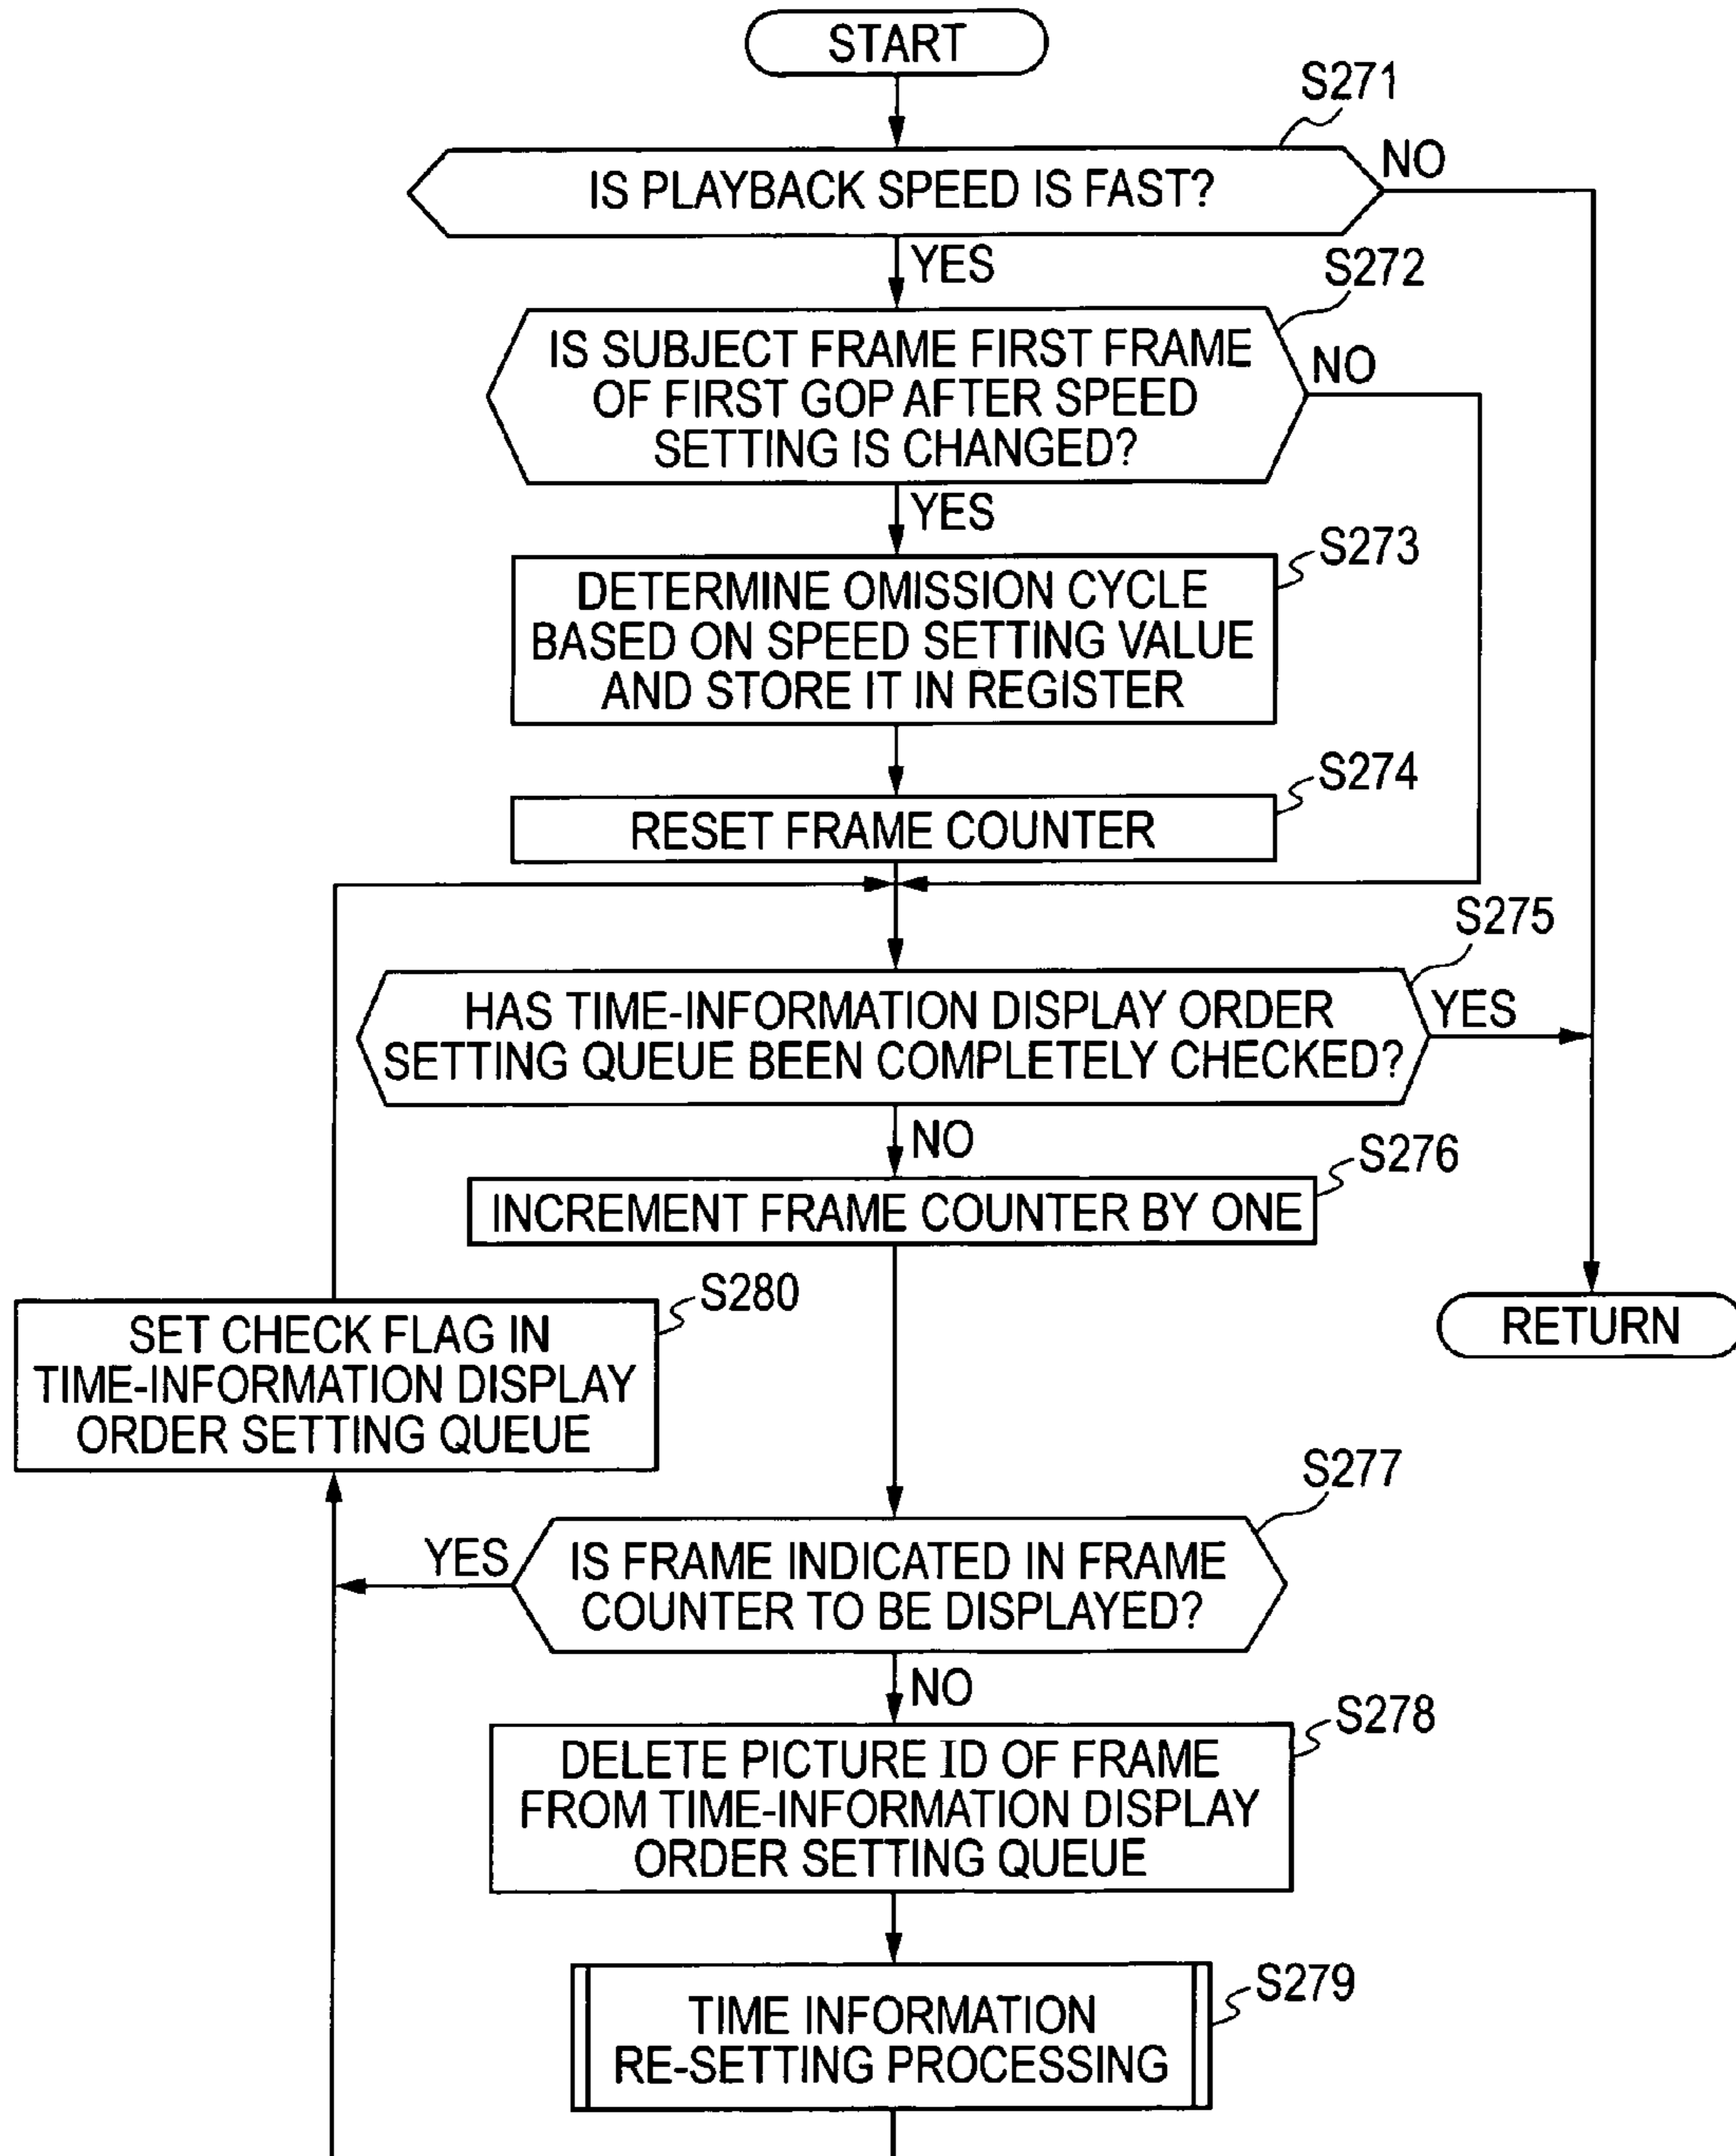 START
S271
IS PLAYBACK SPEED IS FAST?
NO
YES
S272
IS SUBJECT FRAME FIRST FRAME
OF FIRST GOP AFTER SPEED
SETTING IS CHANGED?
NO
YES
S273
DETERMINE OMISSION CYCLE
BASED ON SPEED SETTING VALUE
AND STORE IT IN REGISTER
S274
RESET FRAME COUNTER
S275
HAS TIME-INFORMATION DISPLAY ORDER
SETTING QUEUE BEEN COMPLETELY CHECKED?
YES
NO
S276
INCREMENT FRAME COUNTER BY ONE
S280
SET CHECK FLAG IN
TIME-INFORMATION DISPLAY
ORDER SETTING QUEUE
RETURN
S277
YES
IS FRAME INDICATED IN FRAME
COUNTER TO BE DISPLAYED?
NO
S278
DELETE PICTURE ID OF FRAME
FROM TIME-INFORMATION DISPLAY
ORDER SETTING QUEUE
S279
TIME INFORMATION
RE-SETTING PROCESSING